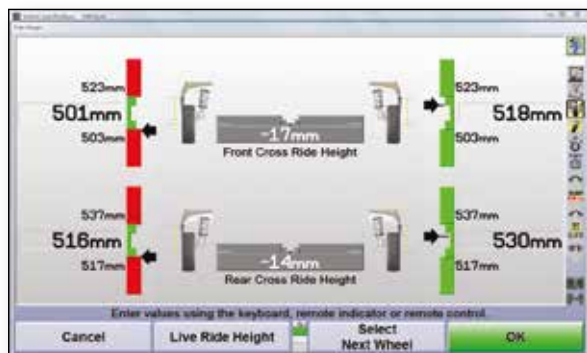 523mm
501mm
503mm
523mm
518mm
503mm
-17mm
Front Cross Ride Height
537mm
516mm
517mm
537mm
530mm
517mm
-14mm
Rear Cross Ride Height
Enter values using the keyboard, remote indicator or remote control.
Cancel
Live Ride Height
Select
Next Wheel
OK